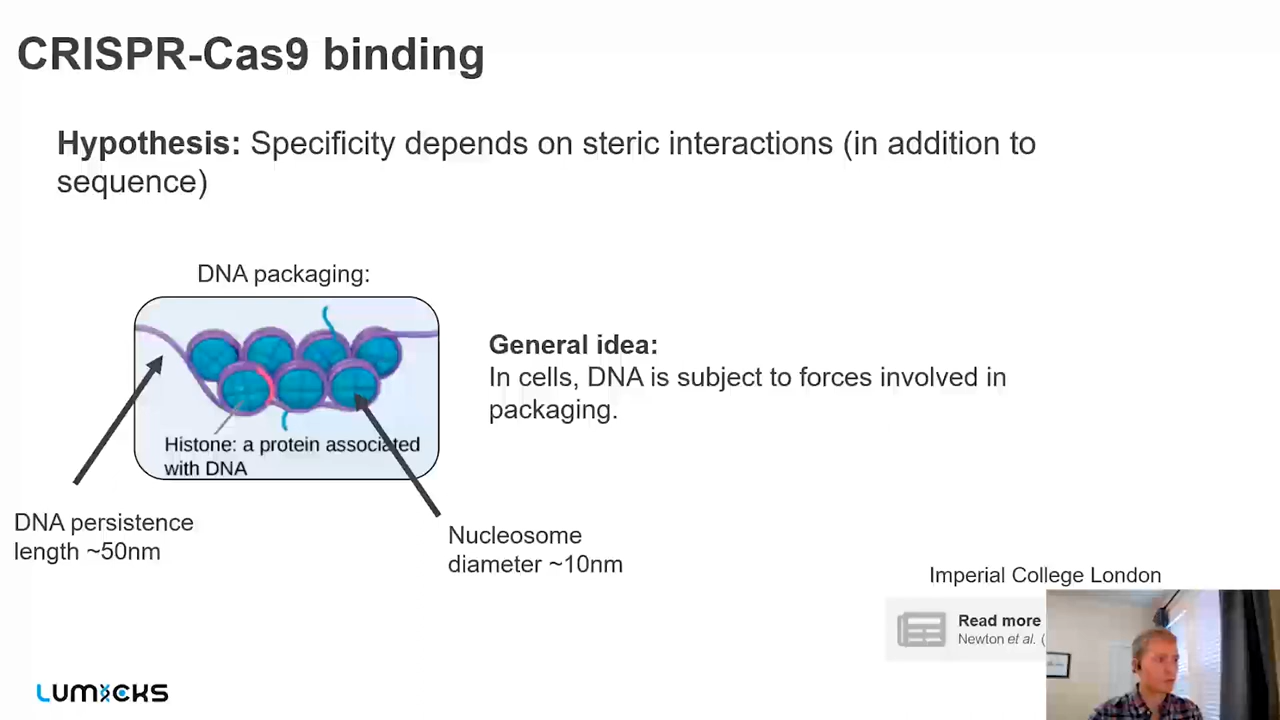 CRISPR-Cas9 binding
Hypothesis: Specificity depends on steric interactions (in addition to
sequence)
DNA packaging:
Histone: a protein associated
with DNA
General idea:
In cells, DNA is subject to forces involved in
packaging.
DNA persistence
length ~50nm
Nucleosome
diameter ~10nm
Imperial College London
Read more
Newton et al. (
LUMICKS